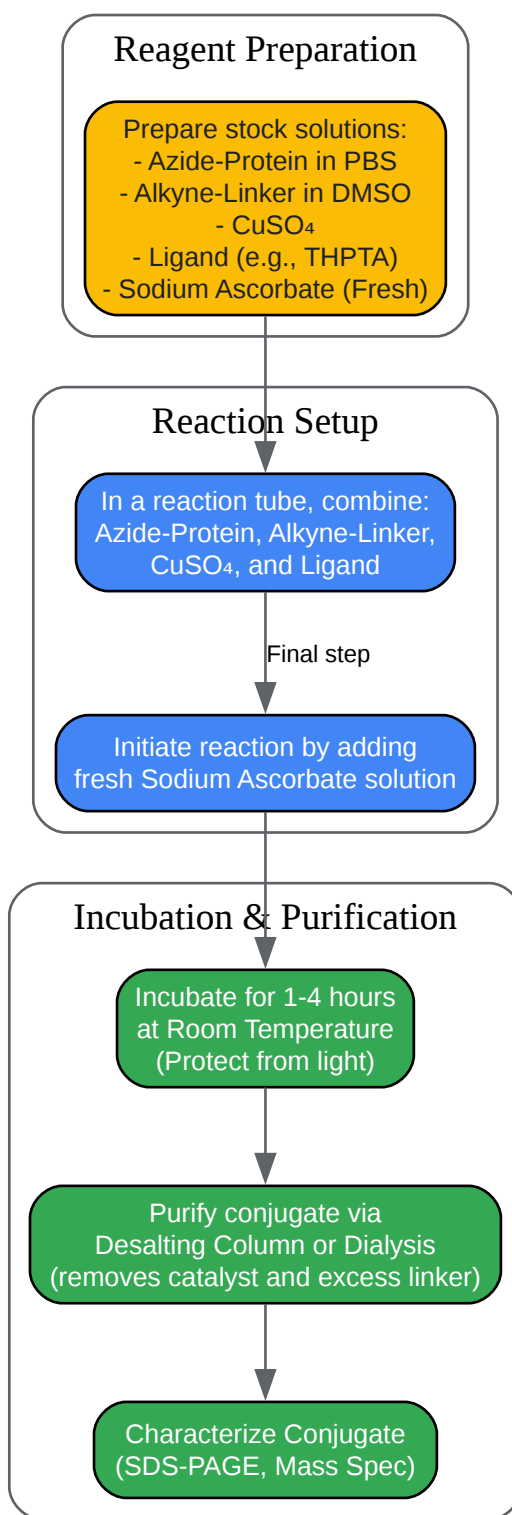 Reagent Preparation
Prepare stock solutions:
- Azide-Protein in PBS
- Alkyne-Linker in DMSO
- CuSO₄
- Ligand (e.g., THPTA)
- Sodium Ascorbate (Fresh)
Reaction Setup
In a reaction tube, combine:
Azide-Protein, Alkyne-Linker,
CuSO₄, and Ligand
Final step
Initiate reaction by adding
fresh Sodium Ascorbate solution
Incubation & Purification
Incubate for 1-4 hours
at Room Temperature
(Protect from light)
Purify conjugate via
Desalting Column or Dialysis
(removes catalyst and excess linker)
Characterize Conjugate
(SDS-PAGE, Mass Spec)